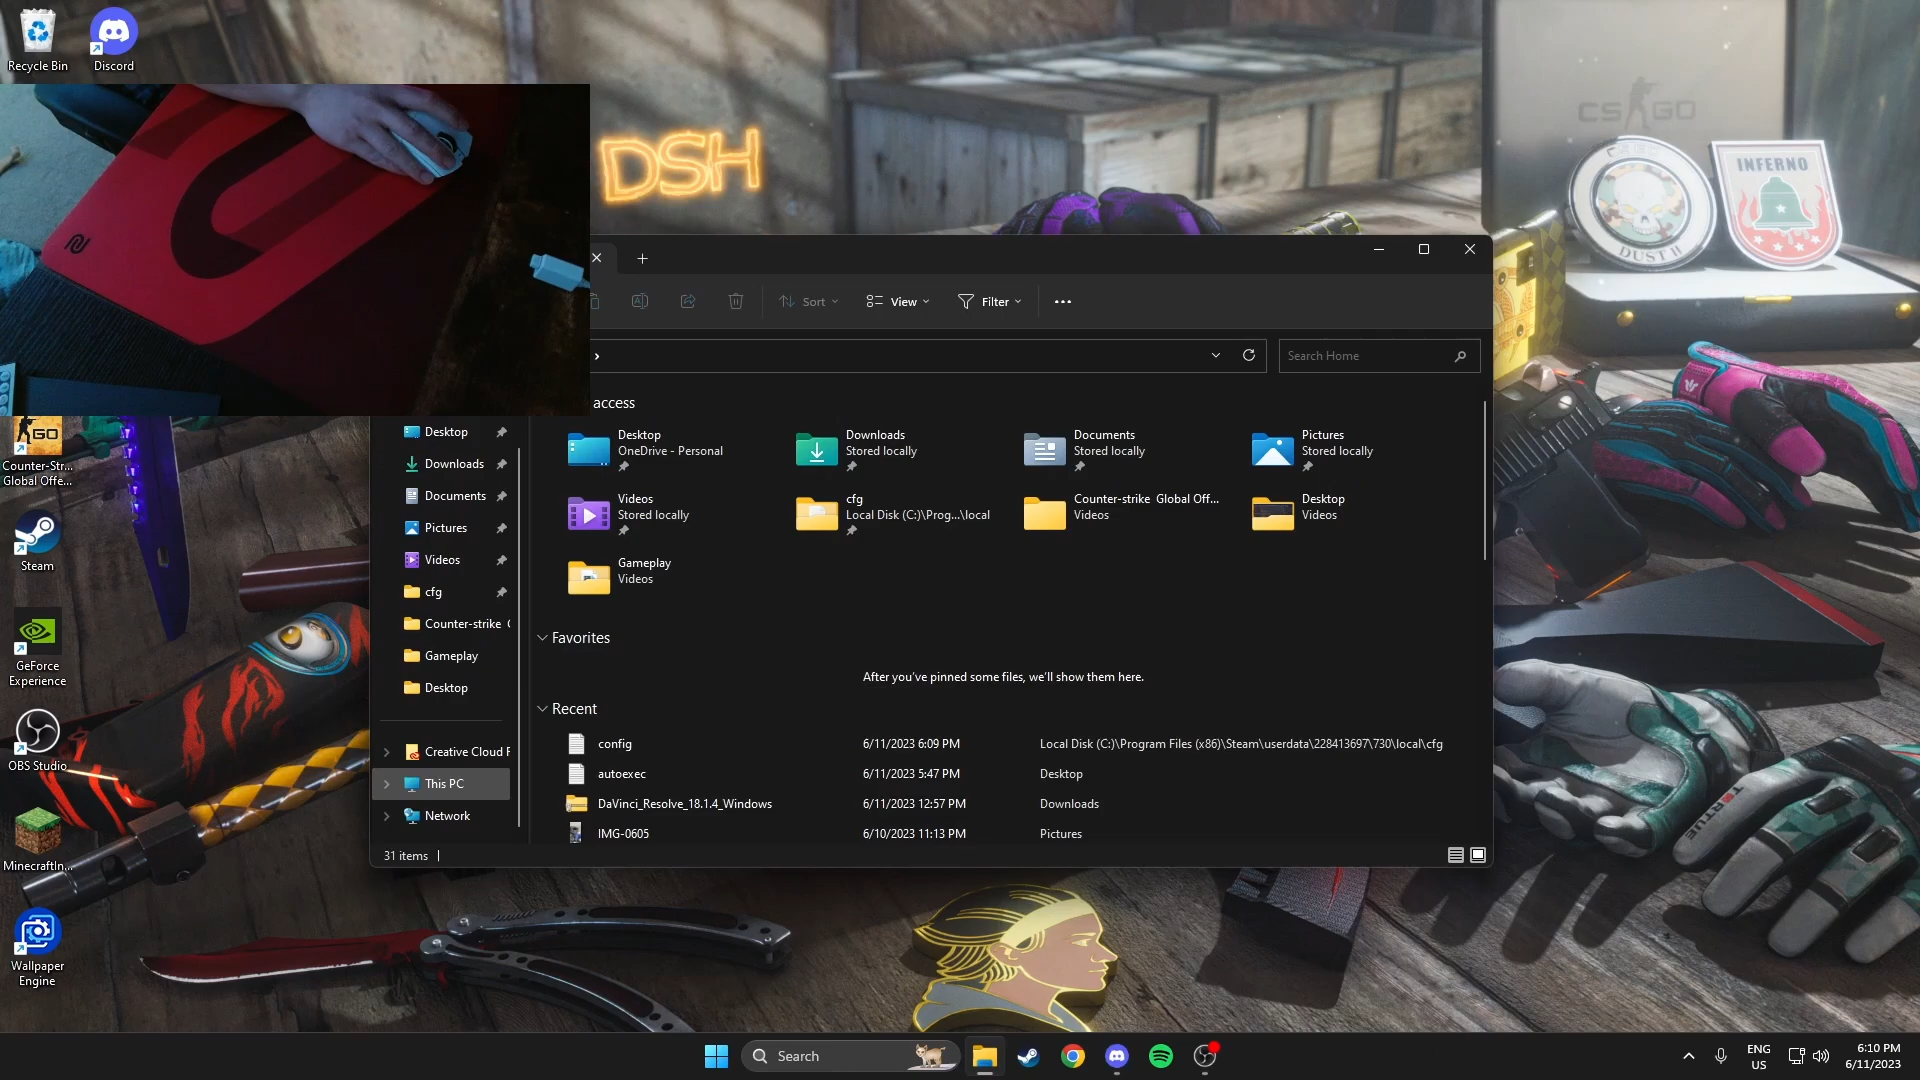 Recycle Bin
Discord
DSH
CS GO
DUST II
INFERNO
Sort
View
Filter
Search Home
access
Desktop
Downloads
Documents
Pictures
Videos
cfg
Counter-strike
Gameplay
Desktop
Creative Cloud F
This PC
Network
Desktop
OneDrive - Personal
Downloads
Stored locally
Documents
Stored locally
Pictures
Stored locally
Videos
Stored locally
cfg
Local Disk (C:)\Prog...\local
Counter-strike Global Off...
Videos
Desktop
Videos
Gameplay
Videos
Favorites
After you've pinned some files, we'll show them here.
Recent
config 6/11/2023 6:09 PM Local Disk (C:)\Program Files (x86)\Steam\userdata\228413697\730\local\cfg
autoexec 6/11/2023 5:47 PM Desktop
DaVinci_Resolve_18.1.4_Windows 6/11/2023 12:57 PM Downloads
IMG-0605 6/10/2023 11:13 PM Pictures
31 items
GO
Counter-Str...
Global Offe...
Steam
GeForce
Experience
OBS Studio
MinecraftIn...
Wallpaper
Engine
Search
ENG
US
6:10 PM
6/11/2023